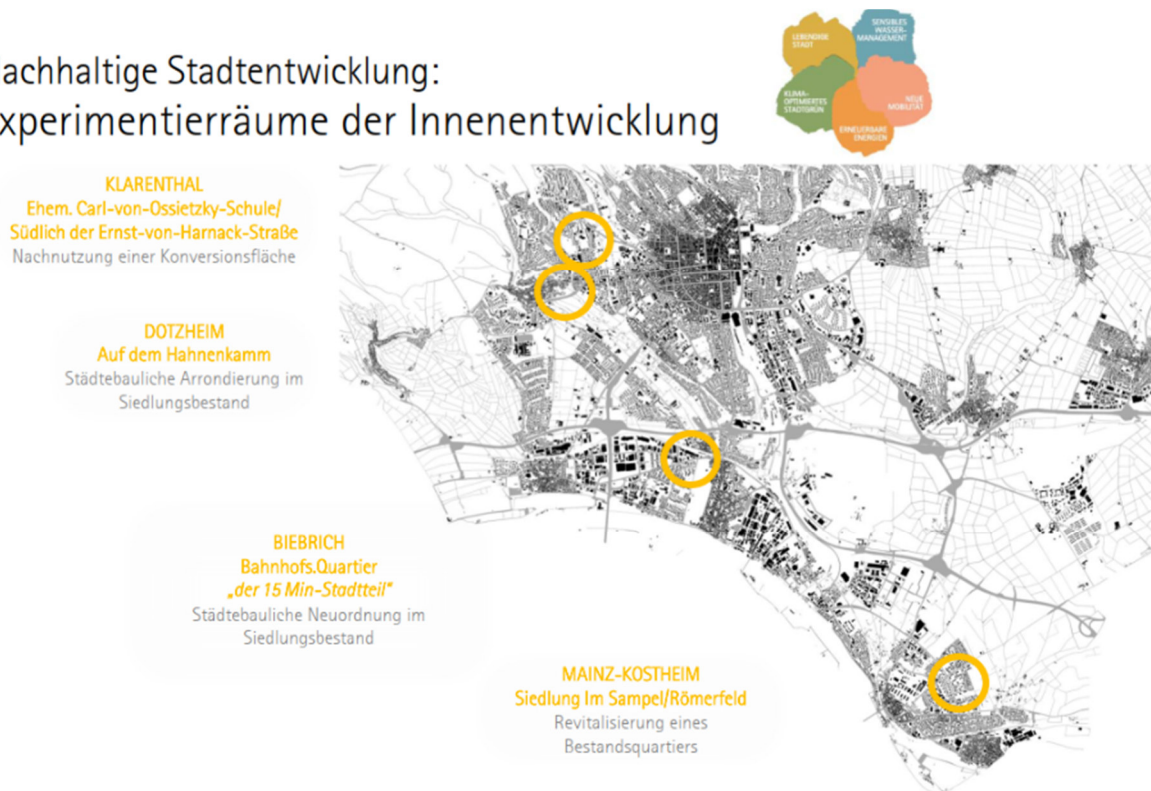 achhaltige Stadtentwicklung:
xperimentierräume der Innenentwicklung
LEBENDIGE
STADT
SENSIBLES
WASSER-
MANAGEMENT
KLIMA-
OPTIMIERTES
STADTGRÜN
NEUE
MOBILITÄT
ERNEUERBARE
ENERGIEN
KLARENTHAL
Ehem. Carl-von-Ossietzky-Schule/
Südlich der Ernst-von-Harnack-Straße
Nachnutzung einer Konversionsfläche
DOTZHEIM
Auf dem Hahnenkamm
Städtebauliche Arrondierung im
Siedlungsbestand
BIEBRICH
Bahnhofs.Quartier
„der 15 Min-Stadtteil“
Städtebauliche Neuordnung im
Siedlungsbestand
MAINZ-KOSTHEIM
Siedlung Im Sampel/Römerfeld
Revitalisierung eines
Bestandsquartiers